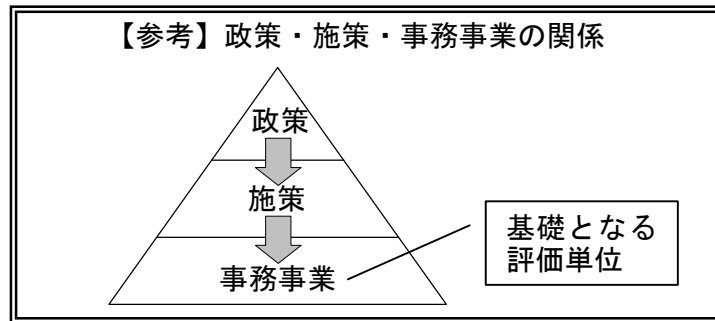 【参考】政策・施策・事務事業の関係
政策
施策
事務事業
基礎となる
評価単位